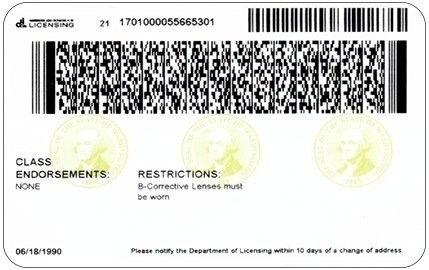 dL LICENSING
21 1701000055665301
CLASS
ENDORSEMENTS:
NONE
RESTRICTIONS:
B-Corrective Lenses must
be worn
06/18/1990
Please notify the Department of Licensing within 10 days of a change of address.